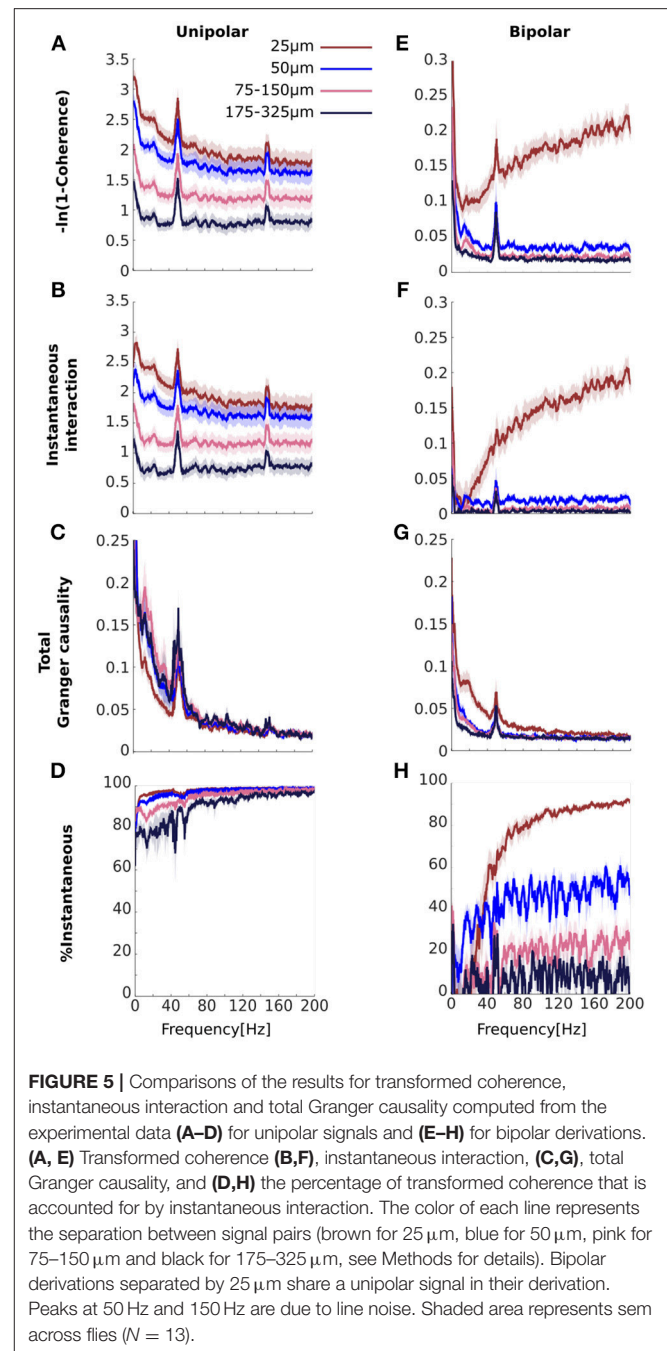 Unipolar
Bipolar
25μm
50μm
75-150μm
175-325μm
A
-ln(1-Coherence)
3.5
3
2.5
2
1.5
1
0.5
0
E
0.3
0.25
0.2
0.15
0.1
0.05
0
B
Instantaneous
interaction
3.5
3
2.5
2
1.5
1
0.5
0
F
0.3
0.25
0.2
0.15
0.1
0.05
0
C
Total
Granger causality
0.25
0.2
0.15
0.1
0.05
0
G
0.25
0.2
0.15
0.1
0.05
0
D
%Instantaneous
100
80
60
40
20
0
0 40 80 120 160 200
Frequency[Hz]
H
100
80
60
40
20
0
0 40 80 120 160 200
Frequency[Hz]
FIGURE 5 | Comparisons of the results for transformed coherence,
instantaneous interaction and total Granger causality computed from the
experimental data (A–D) for unipolar signals and (E–H) for bipolar derivations.
(A, E) Transformed coherence (B,F), instantaneous interaction, (C,G), total
Granger causality, and (D,H) the percentage of transformed coherence that is
accounted for by instantaneous interaction. The color of each line represents
the separation between signal pairs (brown for 25 μm, blue for 50 μm, pink for
75–150 μm and black for 175–325 μm, see Methods for details). Bipolar
derivations separated by 25 μm share a unipolar signal in their derivation.
Peaks at 50 Hz and 150 Hz are due to line noise. Shaded area represents sem
across flies (N = 13).